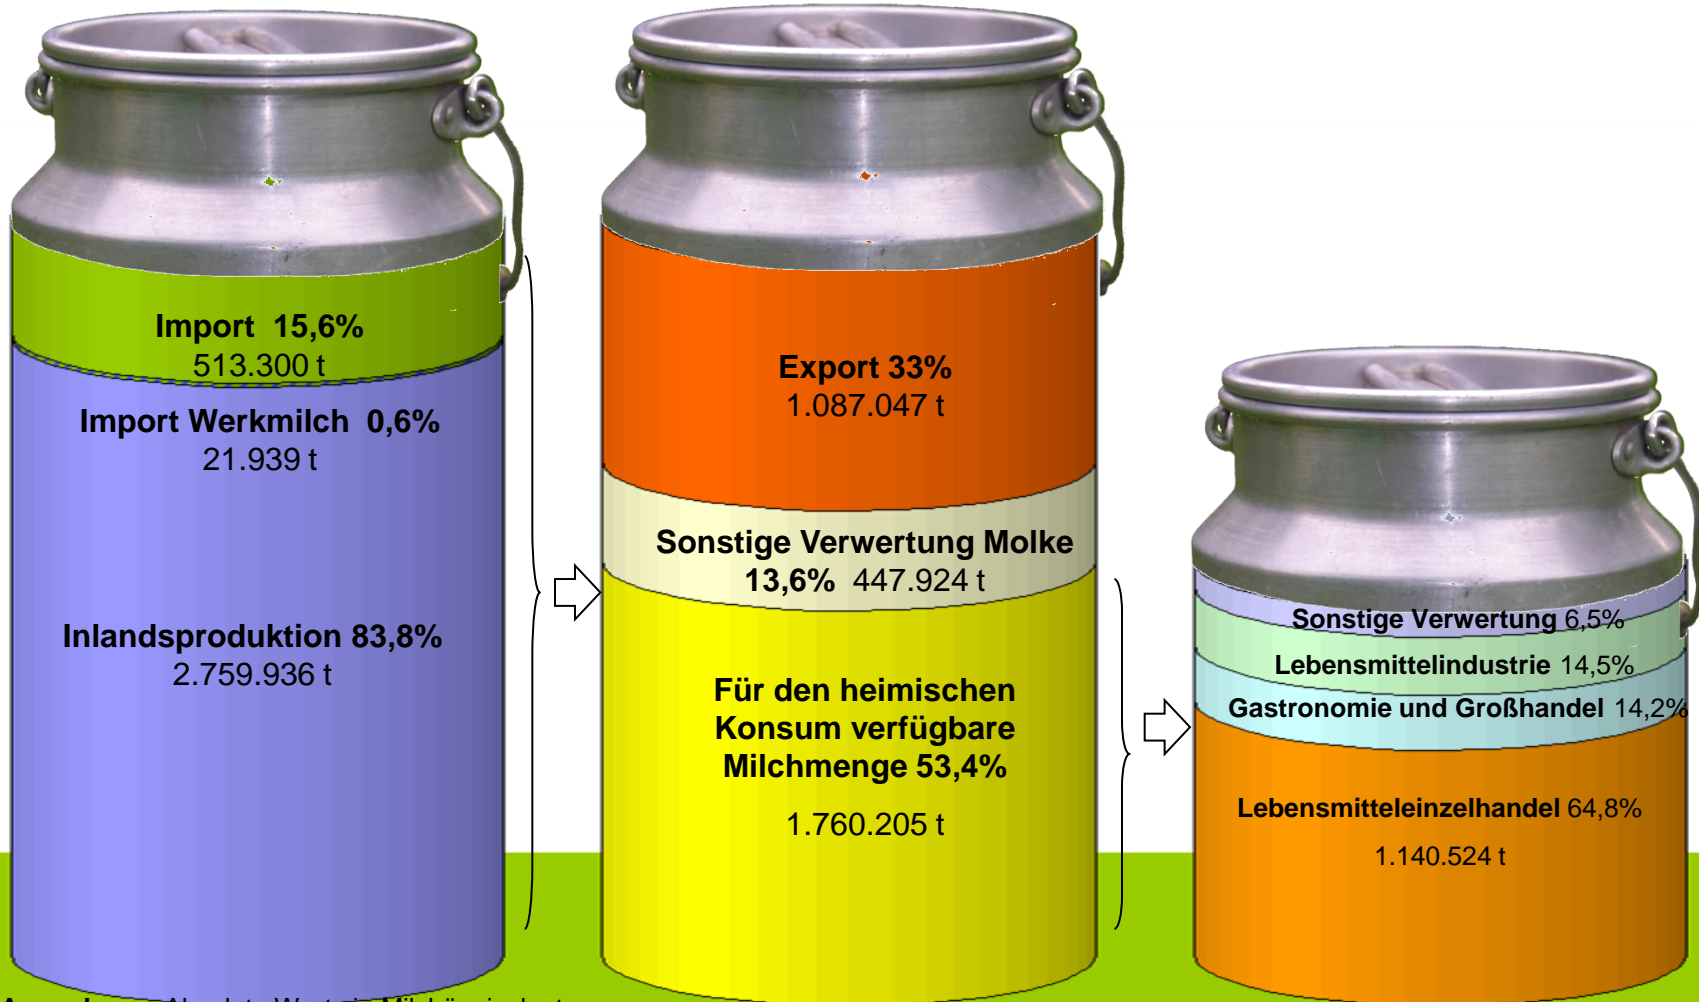 Import 15,6%
513.300 t
Import Werkmilch 0,6%
21.939 t
Inlandsproduktion 83,8%
2.759.936 t
Export 33%
1.087.047 t
Sonstige Verwertung Molke
13,6% 447.924 t
Für den heimischen
Konsum verfügbare
Milchmenge 53,4%
1.760.205 t
Sonstige Verwertung 6,5%
Lebensmittelindustrie 14,5%
Gastronomie und Großhandel 14,2%
Lebensmitteleinzelhandel 64,8%
1.140.524 t